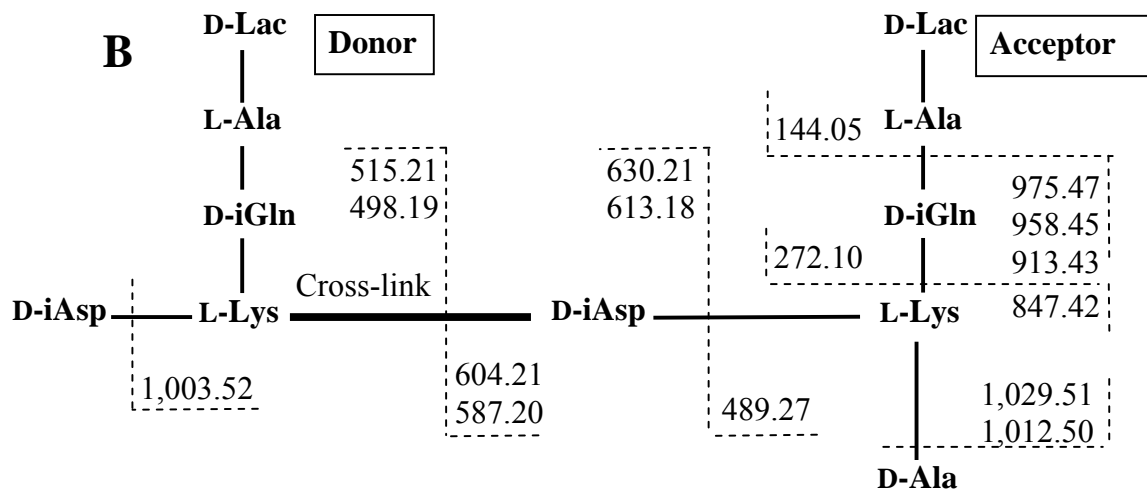 B
D-Lac
Donor
D-Lac
Acceptor
L-Ala
144.05
L-Ala
515.21
498.19
630.21
613.18
975.47
958.45
913.43
D-iGln
D-iGln
272.10
847.42
Cross-link
D-iAsp
L-Lys
D-iAsp
L-Lys
1,003.52
604.21
587.20
489.27
1,029.51
1,012.50
D-Ala